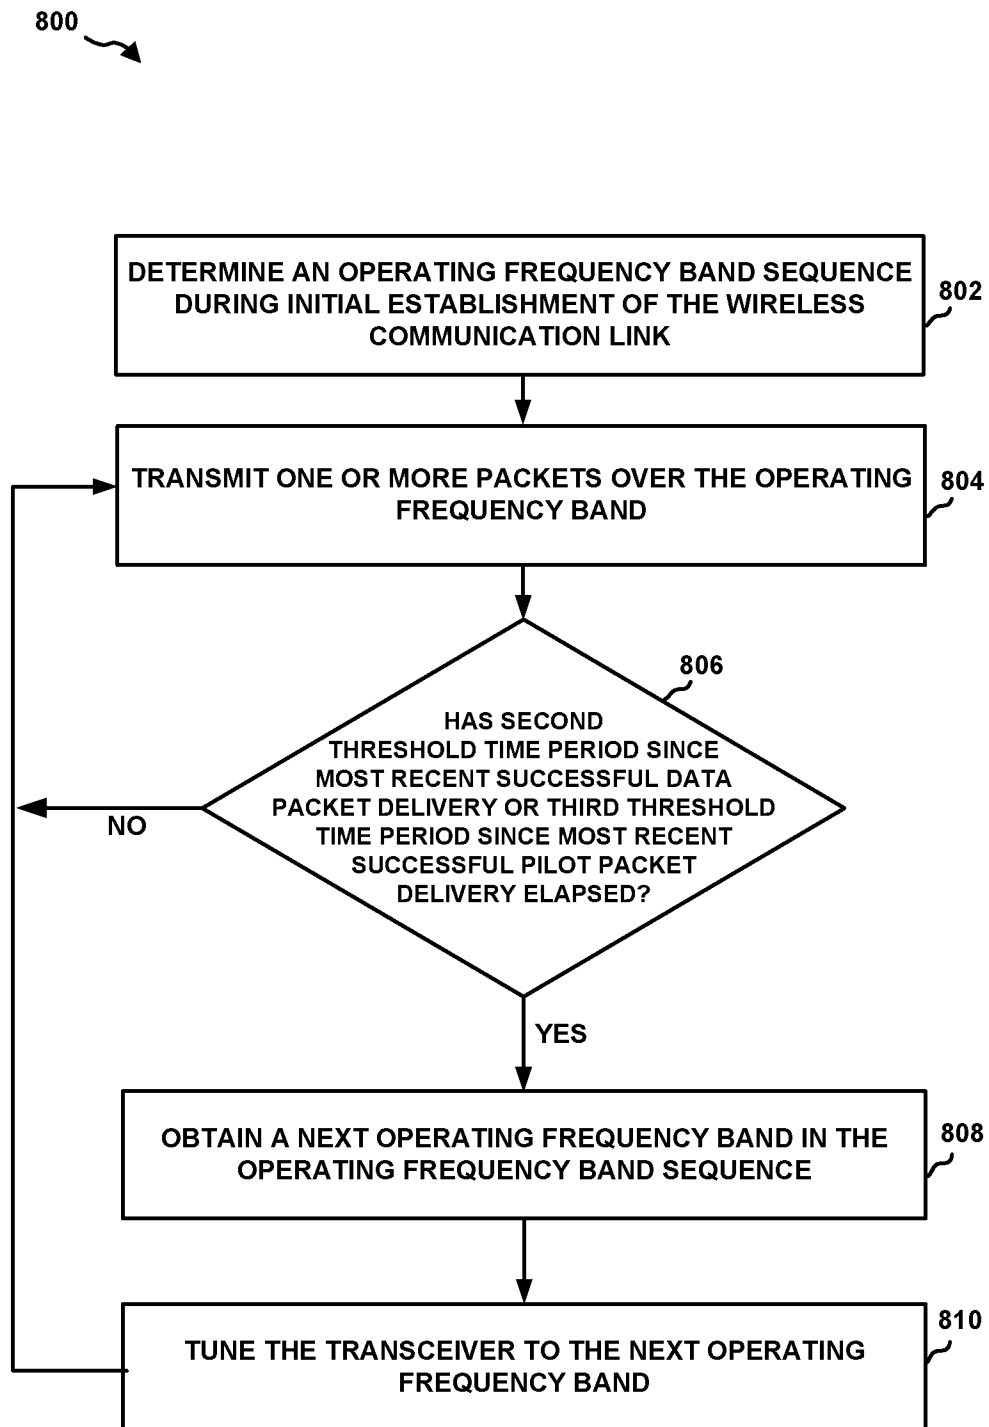 800
DETERMINE AN OPERATING FREQUENCY BAND SEQUENCE
DURING INITIAL ESTABLISHMENT OF THE WIRELESS
COMMUNICATION LINK
802
TRANSMIT ONE OR MORE PACKETS OVER THE OPERATING
FREQUENCY BAND
804
806
HAS SECOND
THRESHOLD TIME PERIOD SINCE
MOST RECENT SUCCESSFUL DATA
PACKET DELIVERY OR THIRD THRESHOLD
TIME PERIOD SINCE MOST RECENT
SUCCESSFUL PILOT PACKET
DELIVERY ELAPSED?
NO
YES
OBTAIN A NEXT OPERATING FREQUENCY BAND IN THE
OPERATING FREQUENCY BAND SEQUENCE
808
TUNE THE TRANSCEIVER TO THE NEXT OPERATING
FREQUENCY BAND
810